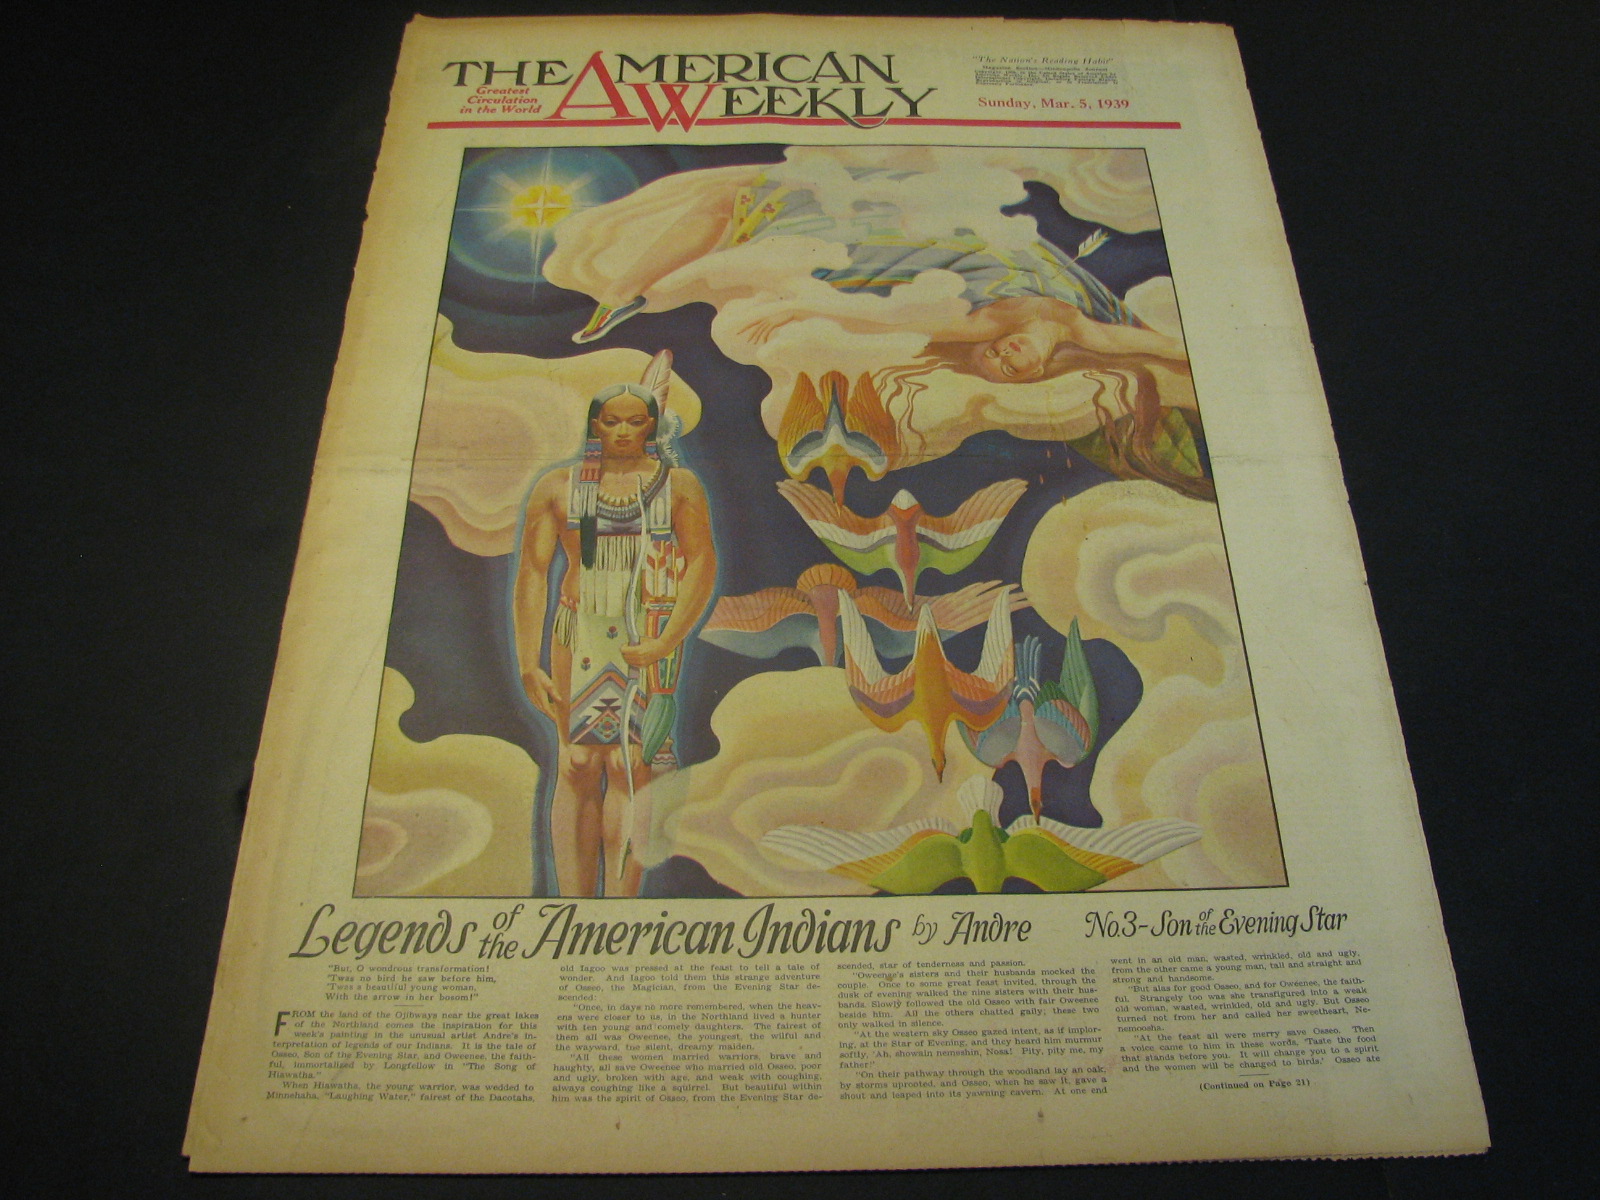 THE AMERICAN
WEEKLY
Greatest
Circulation
in the World
"The Nation's Reading Habit"
Sunday, Mar. 5, 1939
Legends of the American Indians by Andre
No. 3 - Son of the Evening Star
"But, O wondrous transformation!
'Twas no bird he saw before him,
'Twas a beautiful young woman,
With the arrow in her bosom!"
FROM the land of the Ojibways near the great lakes
of the Northland comes the inspiration for this
week's painting in the unusual artist Andre's in-
terpretation of legends of our Indians. It is the tale of
Osseo, Son of the Evening Star, and Oweenee, the faith-
ful, immortalized by Longfellow in "The Song of
Hiawatha."
When Hiawatha, the young warrior, was wedded to
Minnehaha, "Laughing Water," fairest of the Dacotahs,
old Iagoo was pressed at the feast to tell a tale of
wonder. And Iagoo told them this strange adventure
of Osseo, the Magician, from the Evening Star de-
scended:
"Once, in days no more remembered, when the heav-
ens were closer to us, in the Northland lived a hunter
with ten young and comely daughters. The fairest of
them all was Oweenee, the youngest, the wilful and
the wayward, the silent, dreamy maiden.
"All these women married warriors, brave and
haughty, all save Oweenee who married old Osseo, poor
and ugly, broken with age, and weak with coughing,
always coughing like a squirrel. But beautiful within
him was the spirit of Osseo, from the Evening Star de-
scended, star of tenderness and passion.
"Oweenee's sisters and their husbands mocked the
couple. Once to some great feast invited, through the
dusk of evening walked the nine sisters with their hus-
bands. Slowly followed the old Osseo with fair Oweenee
beside him. All the others chatted gaily; these two
only walked in silence.
"At the western sky Osseo gazed intent, as if implor-
ing, at the Star of Evening, and they heard him murmur
softly, 'Ah, showain nemeshin, Nosa! Pity, pity me, my
father!'
"On their pathway through the woodland lay an oak,
by storms uprooted, and Osseo, when he saw it, gave a
shout and leaped into its yawning cavern. At one end
went in an old man, wasted, wrinkled, old and ugly,
from the other came a young man, tall and straight and
strong and handsome.
"But alas for good Osseo, and for Oweenee, the faith-
ful. Strangely too was she transfigured into a weak
old woman, wasted, wrinkled, old and ugly. But Osseo
turned not from her and called her sweetheart, Ne-
nemoosha.
"At the feast all were merry save Osseo. Then
a voice came to him in these words, 'Taste the food
that stands before you. It will change you to a spirit
and the women will be changed to birds.' Osseo ate
(Continued on Page 21)